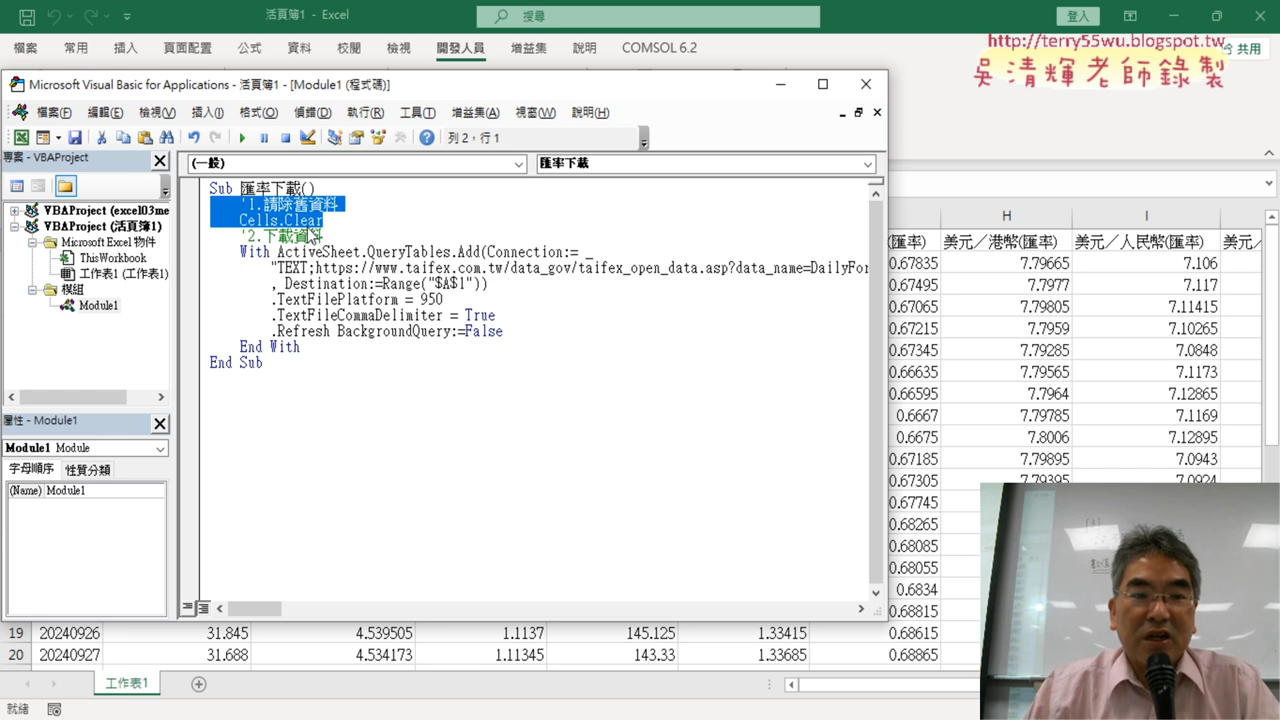 活頁簿1 - Excel
搜尋
登入
檔案 常用 插入 頁面配置 公式 資料 校閱 檢視 開發人員 增益集 說明 COMSOL 6.2
共用
http://terry55wu.blogspot.tw
吳清輝老師錄製
Microsoft Visual Basic for Applications - 活頁簿1 - [Module1 (程式碼)]
檔案(F) 編輯(E) 檢視(V) 插入(I) 格式(O) 偵錯(D) 執行(R) 工具(T) 增益集(A) 視窗(W) 說明(H)
列 2，行 1
專案 - VBAProject
VBAProject (excel03me
VBAProject (活頁簿1)
Microsoft Excel 物件
ThisWorkbook
工作表1 (工作表1)
模組
Module1
屬性 - Module1
Module1 Module
字母順序 性質分類
(Name) Module1
(一般) 匯率下載
Sub 匯率下載()
'1.請除舊資料
Cells.Clear
'2.下載資料
With ActiveSheet.QueryTables.Add(Connection:= _
"TEXT;https://www.taifex.com.tw/data_gov/taifex_open_data.asp?data_name=DailyFor
, Destination:=Range("$A$1"))
.TextFilePlatform = 950
.TextFileCommaDelimiter = True
.Refresh BackgroundQuery:=False
End With
End Sub
H I
(匯率) 美元／港幣(匯率) 美元／人民幣(匯率) 美元／
0.67835 7.79665 7.106
0.67495 7.7977 7.117
0.67065 7.79805 7.11415
0.67215 7.7959 7.10265
0.67345 7.79285 7.0848
0.66635 7.79565 7.1173
0.66595 7.7964 7.12865
0.6667 7.79785 7.1169
0.6675 7.8006 7.12895
0.67185 7.79895 7.0943
0.67305 7.79395 7.0924
0.67745
0.68265
0.68085
0.68055
0.6834
0.68815
19 20240926 31.845 4.539505 1.1137 145.125 1.33415 0.68615
20 20240927 31.688 4.534173 1.11345 143.33 1.33685 0.68865
工作表1
就緒